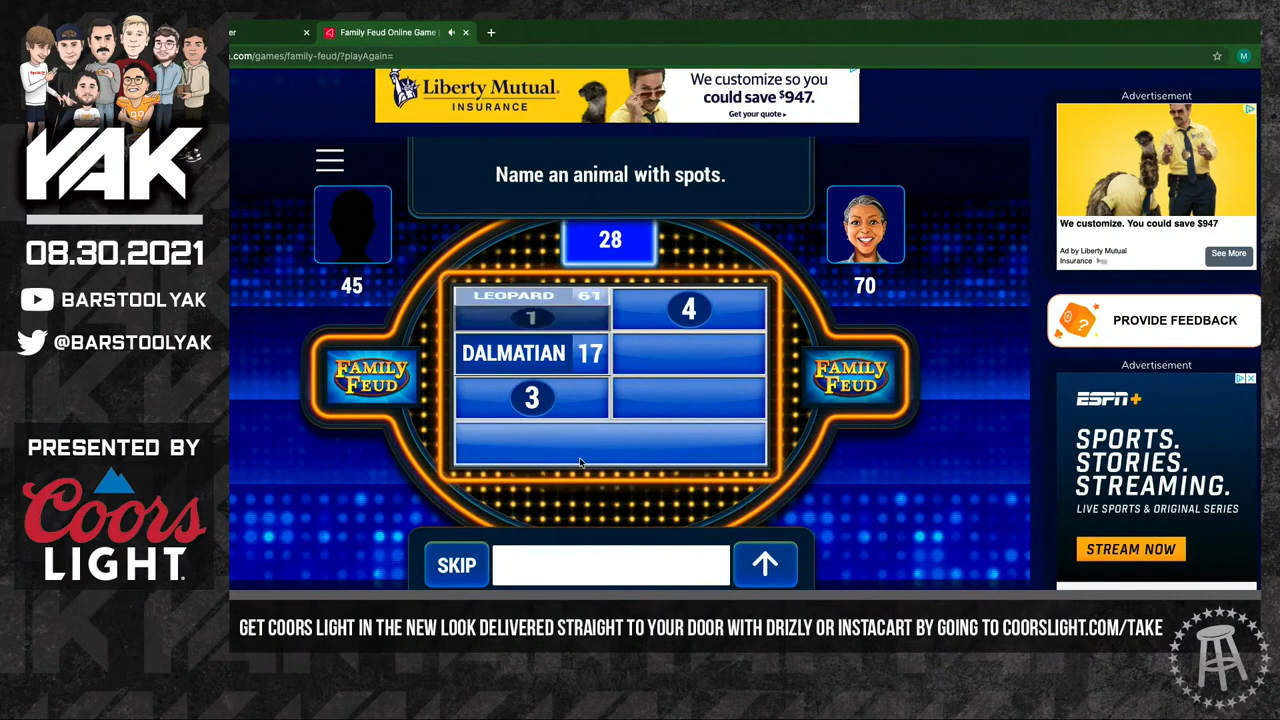 YAK
08.30.2021
BARSTOOL YAK
@BARSTOOLYAK
PRESENTED BY
Coors
LIGHT
Family Feud Online Game
.com/games/family-feud/?playAgain=
M
Liberty Mutual
INSURANCE
We customize so you
could save $947.
Get your quote
Name an animal with spots.
28
45
70
LEOPARD 61
1
4
DALMATIAN 17
3
FAMILY
FEUD
FAMILY
FEUD
SKIP
Advertisement
We customize. You could save $947
Ad by Liberty Mutual
Insurance
See More
PROVIDE FEEDBACK
Advertisement
ESPN+
SPORTS.
STORIES.
STREAMING.
LIVE SPORTS & ORIGINAL SERIES
STREAM NOW
GET COORS LIGHT IN THE NEW LOOK DELIVERED STRAIGHT TO YOUR DOOR WITH DRIZLY OR INSTACART BY GOING TO COORSLIGHT.COM/TAKE